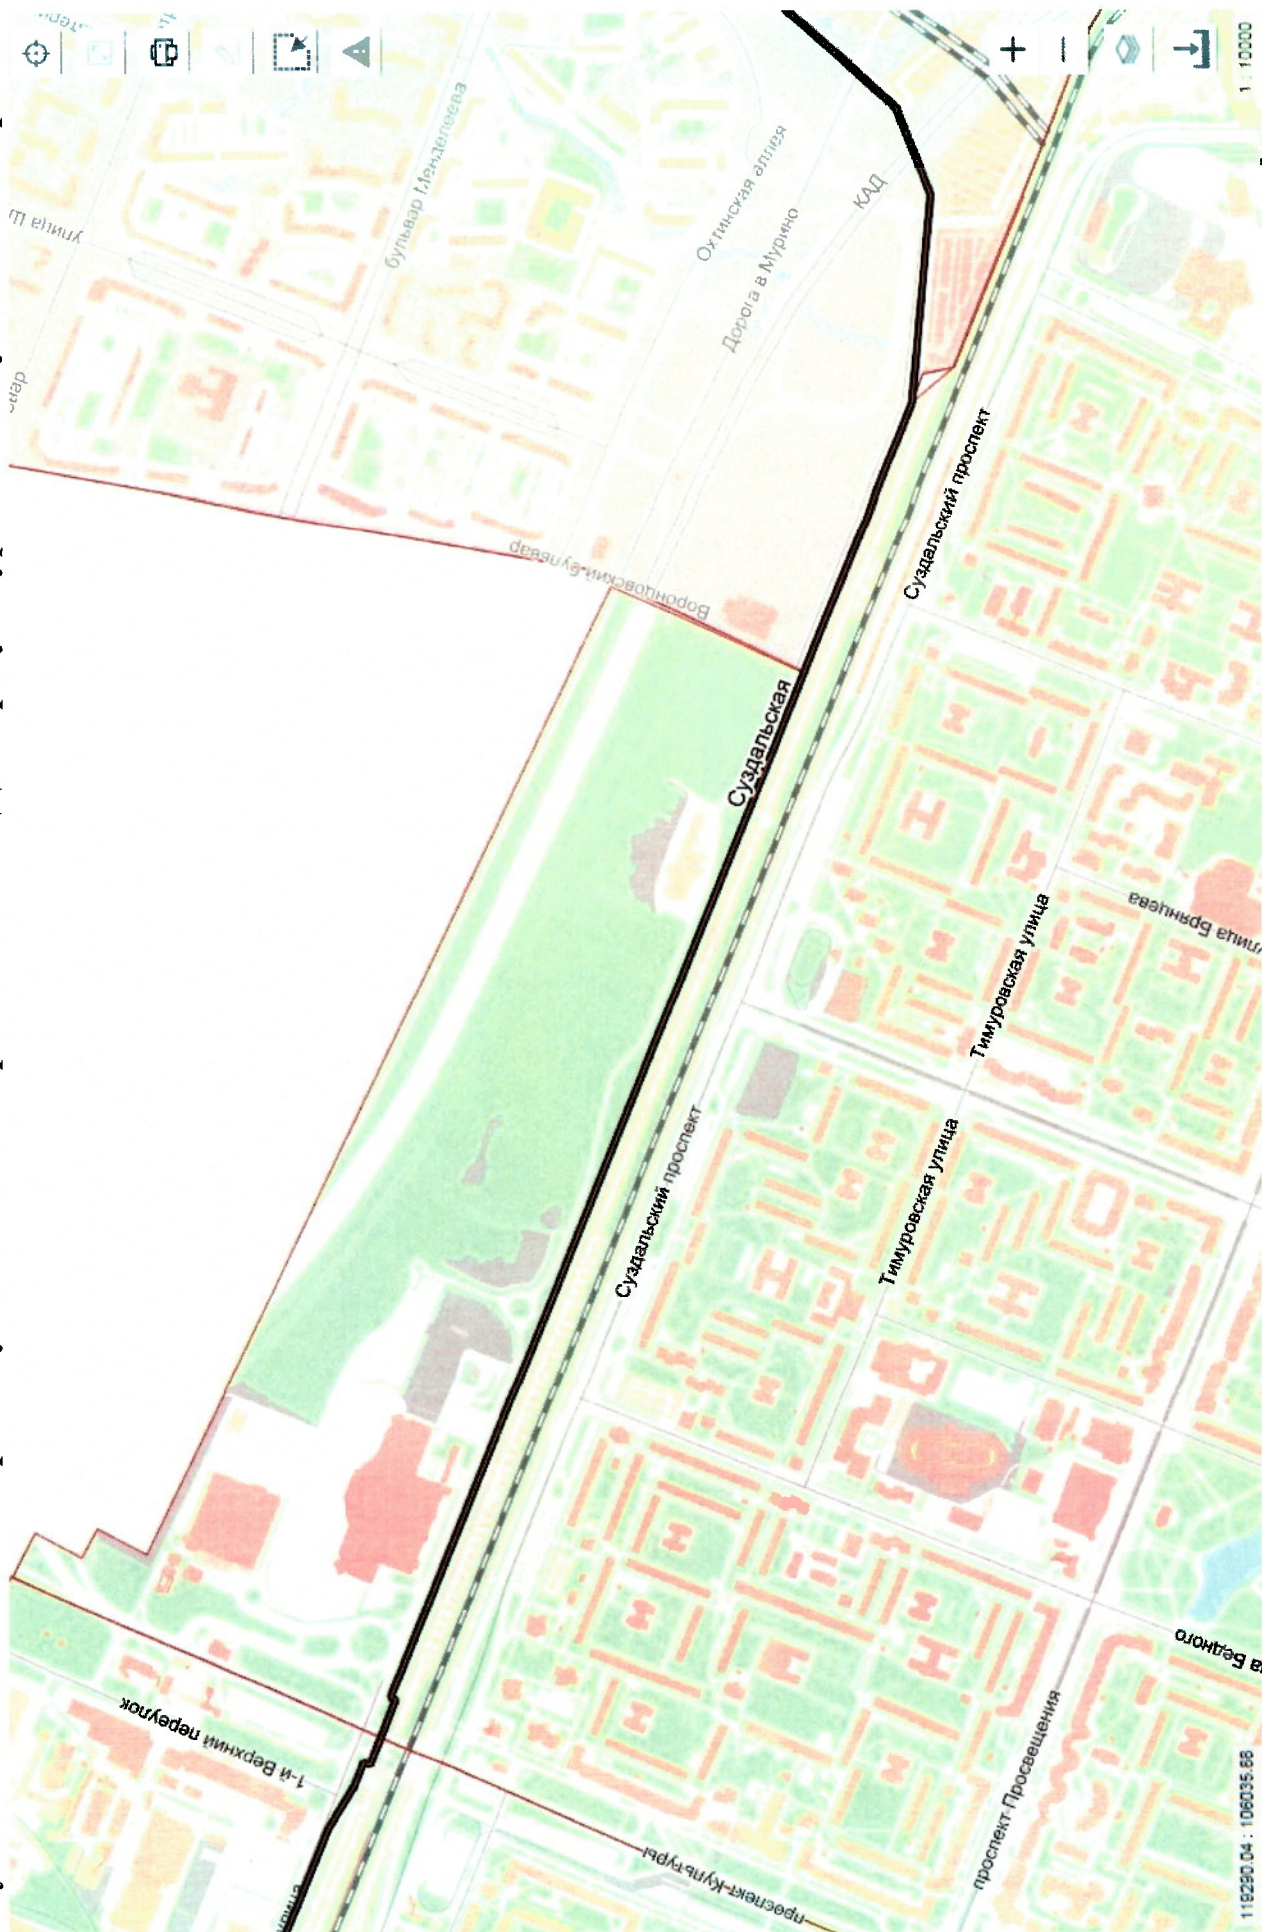 1 : 10000
бульвар Менделеева
улица Ш
Охтинская аллея
Дорога в Мурино
КАД
Воронцовский бульвар
Суздальский проспект
Суздальская
улица Брянцева
Тимуровская улица
Суздальский проспект
Тимуровская улица
1-й Верхний переулок
проспект Культуры
проспект Просвещения
Бедного
119290.04 : 106035.68